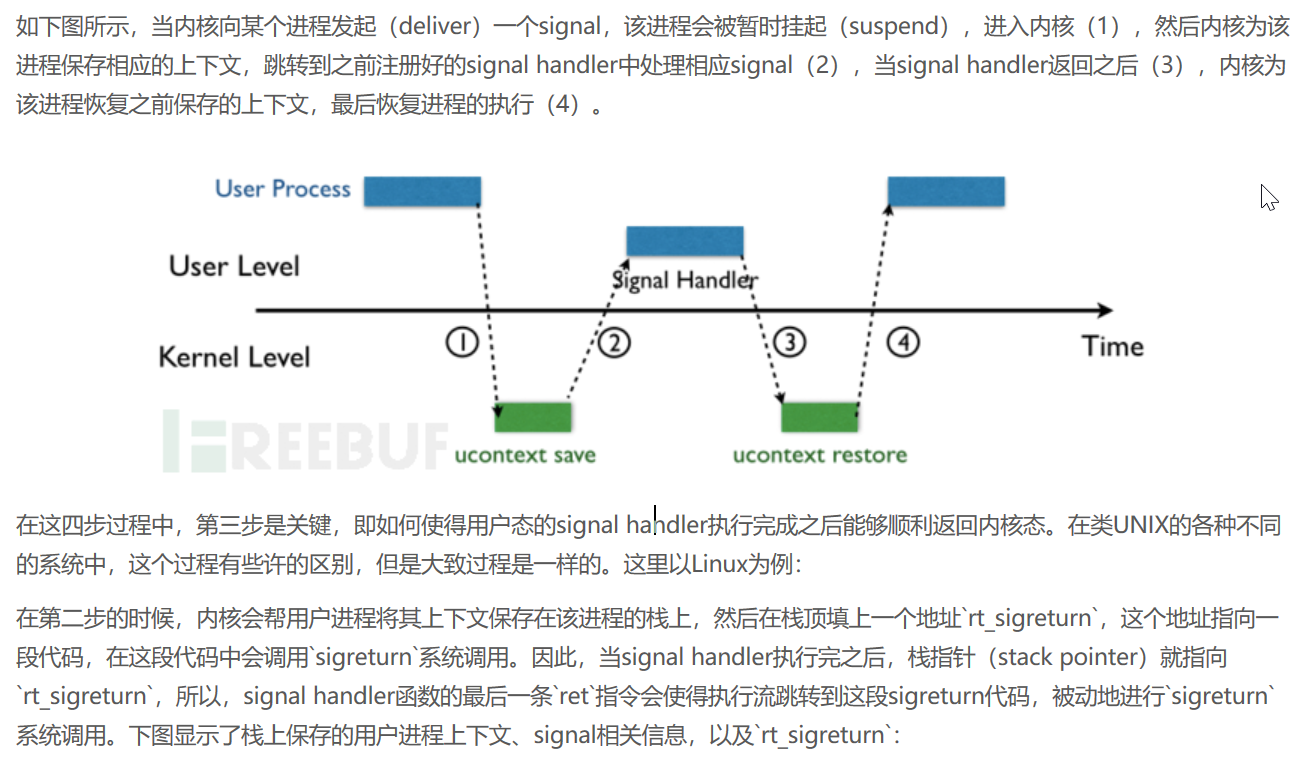 如下图所示，当内核向某个进程发起（deliver）一个signal，该进程会被暂时挂起（suspend），进入内核（1），然后内核为该
进程保存相应的上下文，跳转到之前注册好的signal handler中处理相应signal（2），当signal handler返回之后（3），内核为
该进程恢复之前保存的上下文，最后恢复进程的执行（4）。
User Process
User Level
Signal Handler
① ② ③ ④
Kernel Level
Time
REEBUF
ucontext save
ucontext restore
在这四步过程中，第三步是关键，即如何使得用户态的signal handler执行完成之后能够顺利返回内核态。在类UNIX的各种不同
的系统中，这个过程有些许的区别，但是大致过程是一样的。这里以Linux为例：
在第二步的时候，内核会帮用户进程将其上下文保存在该进程的栈上，然后在栈顶填上一个地址`rt_sigreturn`，这个地址指向一
段代码，在这段代码中会调用`sigreturn`系统调用。因此，当signal handler执行完之后，栈指针（stack pointer）就指向
`rt_sigreturn`，所以，signal handler函数的最后一条`ret`指令会使得执行流跳转到这段sigreturn代码，被动地进行`sigreturn`
系统调用。下图显示了栈上保存的用户进程上下文、signal相关信息，以及`rt_sigreturn`：